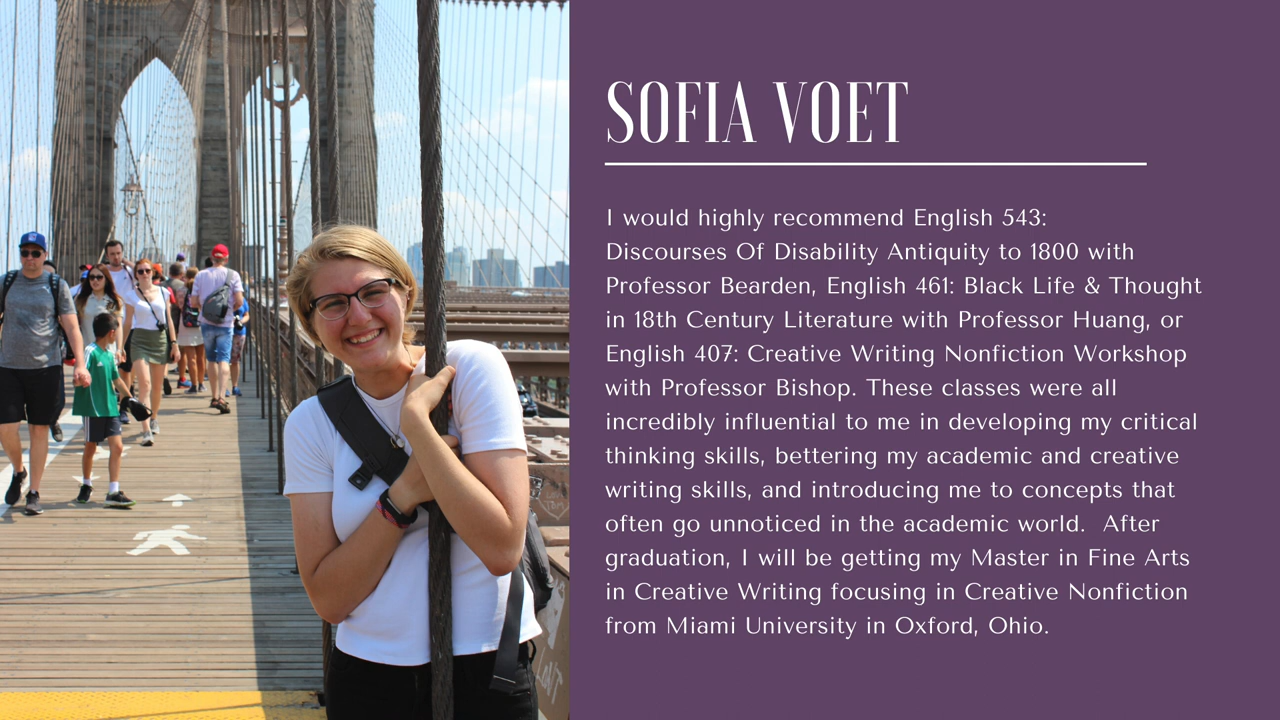 SOFIA VOET
I would highly recommend English 543:
Discourses Of Disability Antiquity to 1800 with
Professor Bearden, English 461: Black Life & Thought
in 18th Century Literature with Professor Huang, or
English 407: Creative Writing Nonfiction Workshop
with Professor Bishop. These classes were all
incredibly influential to me in developing my critical
thinking skills, bettering my academic and creative
writing skills, and introducing me to concepts that
often go unnoticed in the academic world.  After
graduation, I will be getting my Master in Fine Arts
in Creative Writing focusing in Creative Nonfiction
from Miami University in Oxford, Ohio.